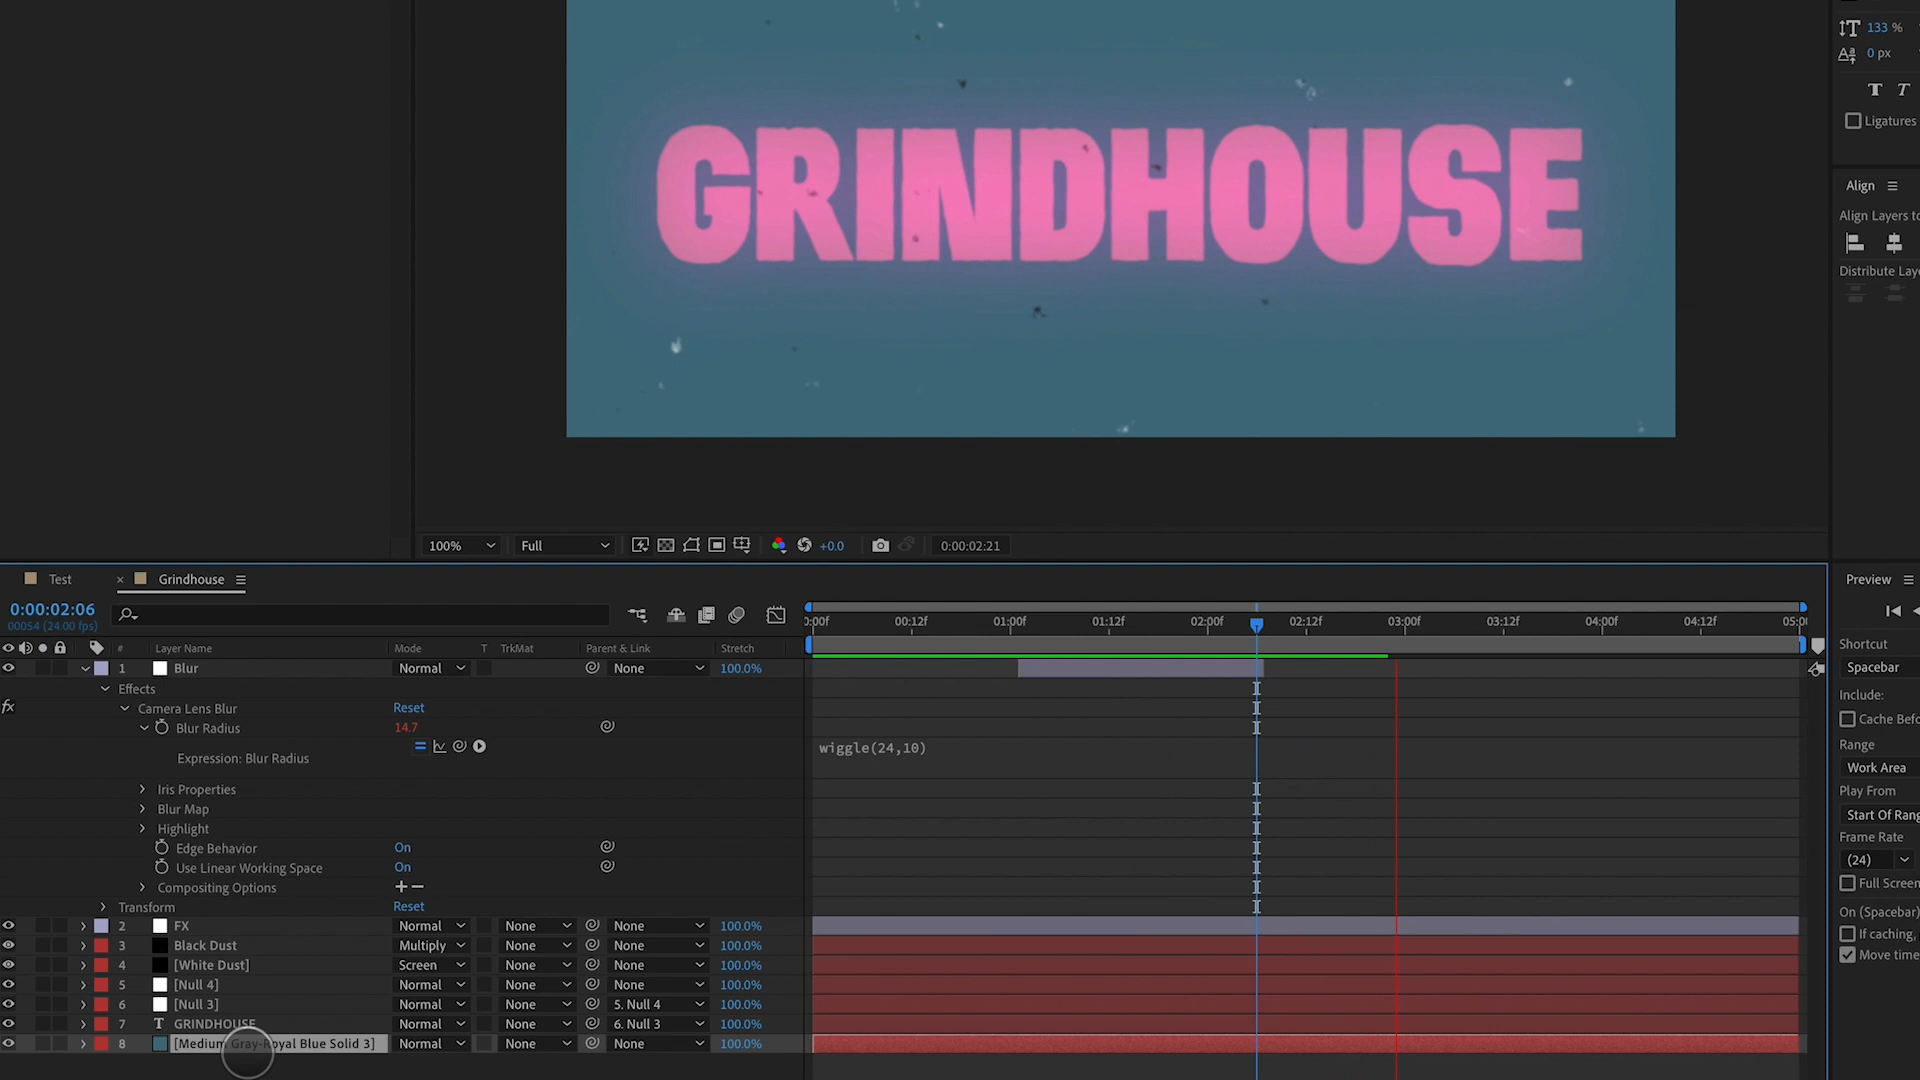 133 %
0 px
T T
Ligatures
GRINDHOUSE
Align
Align Layers to
Distribute Laye
100%
Full
+0.0
0:00:02:21
Test
× Grindhouse
Preview
0:00:02:06
00054 (24.00 fps)
0:00f 00:12f 01:00f 01:12f 02:00f 02:12f 03:00f 03:12f 04:00f 04:12f 05:0
# Layer Name Mode T TrkMat Parent & Link Stretch
Shortcut
1 Blur Normal None 100.0%
Spacebar
Effects
Include:
fx Camera Lens Blur Reset
Cache Befo
Blur Radius 14.7
Range
Expression: Blur Radius
wiggle(24,10)
Work Area
Iris Properties
Play From
Blur Map
Start Of Rang
Highlight
Frame Rate
Edge Behavior On
(24)
Use Linear Working Space On
Full Screen
Compositing Options
Transform Reset
On (Spacebar)
2 FX Normal None None 100.0%
If caching,
3 Black Dust Multiply None None 100.0%
Move time
4 [White Dust] Screen None None 100.0%
5 [Null 4] Normal None None 100.0%
6 [Null 3] Normal None 5. Null 4 100.0%
7 T GRINDHOUSE Normal None 6. Null 3 100.0%
8 [Medium Gray-Royal Blue Solid 3] Normal None None 100.0%